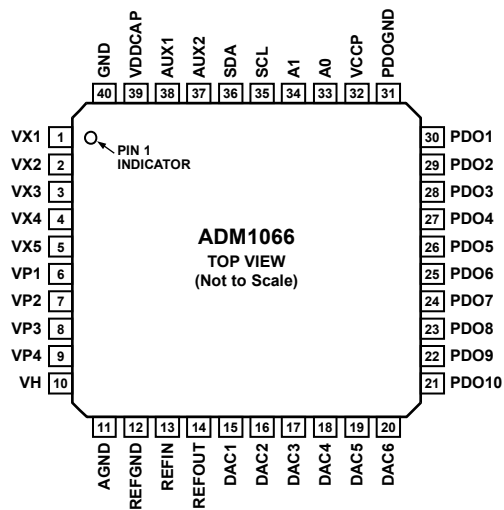 GND VDDCAP AUX1 AUX2 SDA SCL A1 A0 VCCP PDOGND
40 39 38 37 36 35 34 33 32 31
VX1 1
VX2 2
VX3 3
VX4 4
VX5 5
VP1 6
VP2 7
VP3 8
VP4 9
VH 10
PIN 1
INDICATOR
ADM1066
TOP VIEW
(Not to Scale)
30 PDO1
29 PDO2
28 PDO3
27 PDO4
26 PDO5
25 PDO6
24 PDO7
23 PDO8
22 PDO9
21 PDO10
11 12 13 14 15 16 17 18 19 20
AGND REFGND REFIN REFOUT DAC1 DAC2 DAC3 DAC4 DAC5 DAC6